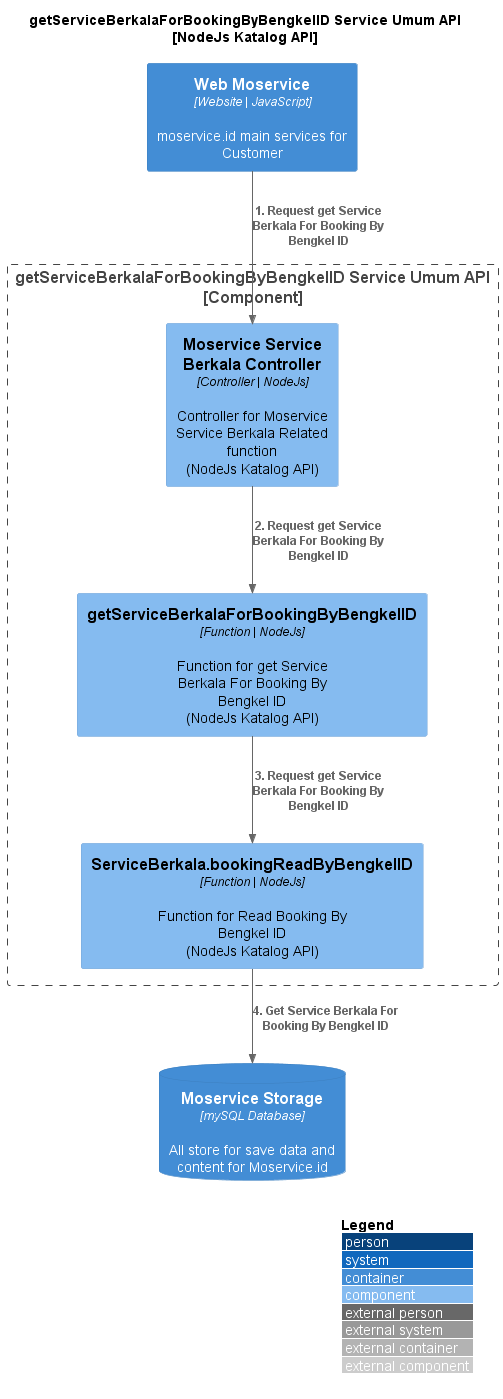 getServiceBerkalaForBookingByBengkelID Service Umum API
[NodeJs Katalog API]
Web Moservice
[Website | JavaScript]
moservice.id main services for
Customer
1. Request get Service
Berkala For Booking By
Bengkel ID
getServiceBerkalaForBookingByBengkelID Service Umum API
[Component]
Moservice Service
Berkala Controller
[Controller | NodeJs]
Controller for Moservice
Service Berkala Related
function
(NodeJs Katalog API)
2. Request get Service
Berkala For Booking By
Bengkel ID
getServiceBerkalaForBookingByBengkelID
[Function | NodeJs]
Function for get Service
Berkala For Booking By
Bengkel ID
(NodeJs Katalog API)
3. Request get Service
Berkala For Booking By
Bengkel ID
ServiceBerkala.bookingReadByBengkelID
[Function | NodeJs]
Function for Read Booking By
Bengkel ID
(NodeJs Katalog API)
4. Get Service Berkala For
Booking By Bengkel ID
Moservice Storage
[mySQL Database]
All store for save data and
content for Moservice.id
Legend
person
system
container
component
external person
external system
external container
external component